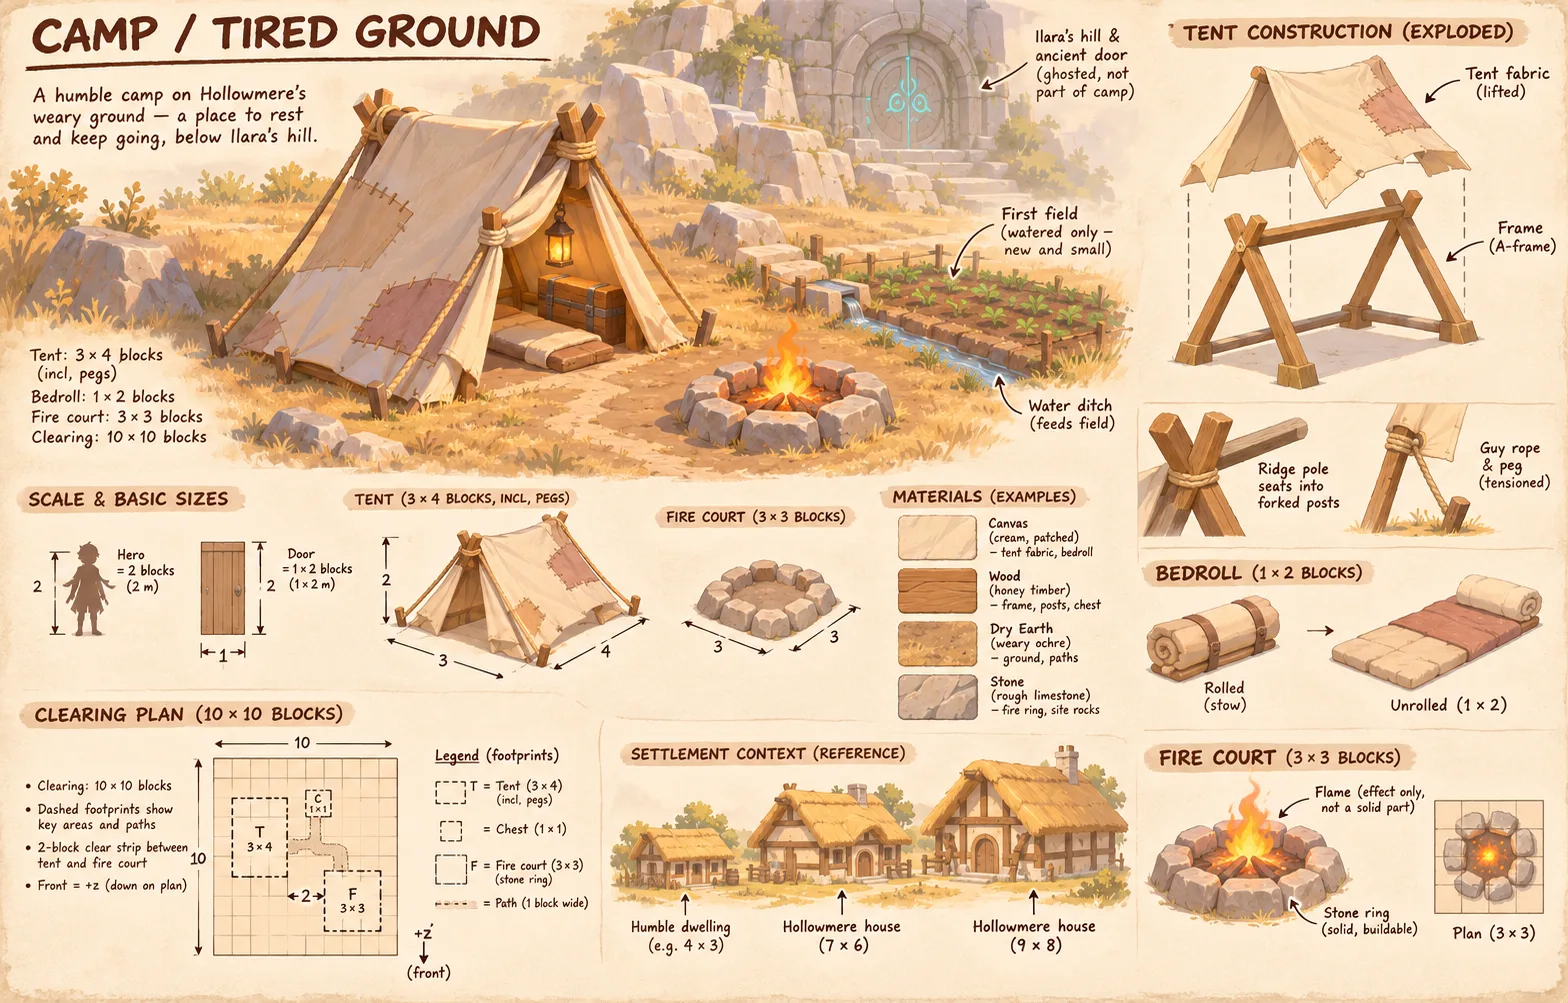 CAMP / TIRED GROUND
A humble camp on Hollowmere's
weary ground — a place to rest
and keep going, below Ilara's hill.
Ilara's hill &
ancient door
(ghosted, not
part of camp)
First field
(watered only –
new and small)
Water ditch
(feeds field)
Tent: 3 × 4 blocks
(incl, pegs)
Bedroll: 1 × 2 blocks
Fire court: 3 × 3 blocks
Clearing: 10 × 10 blocks
TENT CONSTRUCTION (EXPLODED)
Tent fabric
(lifted)
Frame
(A-frame)
Ridge pole
seats into
forked posts
Guy rope
& peg
(tensioned)
SCALE & BASIC SIZES
2
Hero
= 2 blocks
(2 m)
2
1
Door
= 1 × 2 blocks
(1 × 2 m)
TENT (3 × 4 BLOCKS, INCL, PEGS)
2
3
4
FIRE COURT (3 × 3 BLOCKS)
3
3
MATERIALS (EXAMPLES)
Canvas
(cream, patched)
– tent fabric, bedroll
Wood
(honey timber)
– frame, posts, chest
Dry Earth
(weary ochre)
– ground, paths
Stone
(rough limestone)
– fire ring, site rocks
BEDROLL (1 × 2 BLOCKS)
Rolled
(stow)
Unrolled (1 × 2)
CLEARING PLAN (10 × 10 BLOCKS)
• Clearing: 10 × 10 blocks
• Dashed footprints show
key areas and paths
• 2-block clear strip between
tent and fire court
• Front = +z (down on plan)
10
10
T
3 × 4
C
1×1
2
F
3 × 3
+z
(front)
Legend (footprints)
T = Tent (3 × 4)
(incl, pegs)
= Chest (1 × 1)
F = Fire court (3 × 3)
(stone ring)
= Path (1 block wide)
SETTLEMENT CONTEXT (REFERENCE)
Humble dwelling
(e.g. 4 × 3)
Hollowmere house
(7 × 6)
Hollowmere house
(9 × 8)
FIRE COURT (3 × 3 BLOCKS)
Flame (effect only,
not a solid part)
Stone ring
(solid, buildable)
Plan (3 × 3)